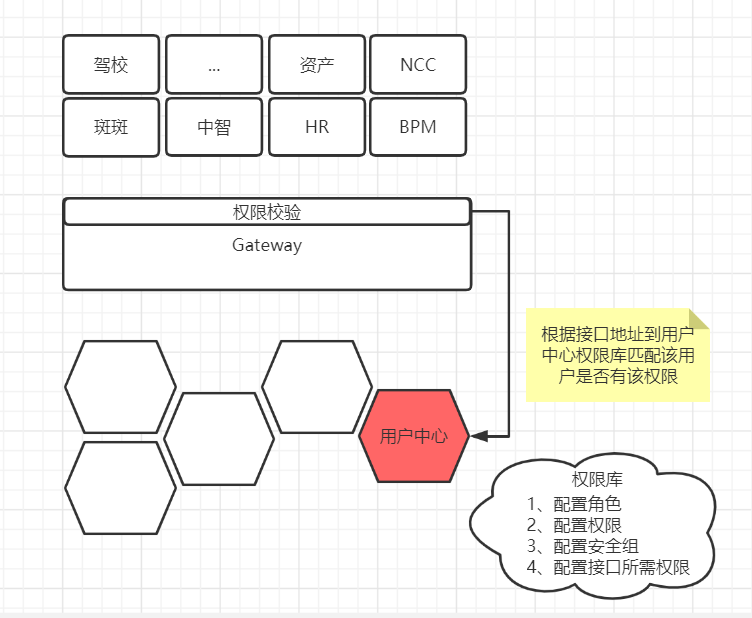 驾校
...
资产
NCC
斑斑
中智
HR
BPM
权限校验
Gateway
根据接口地址到用户
中心权限库匹配该用
户是否有该权限
用户中心
权限库
1、配置角色
2、配置权限
3、配置安全组
4、配置接口所需权限